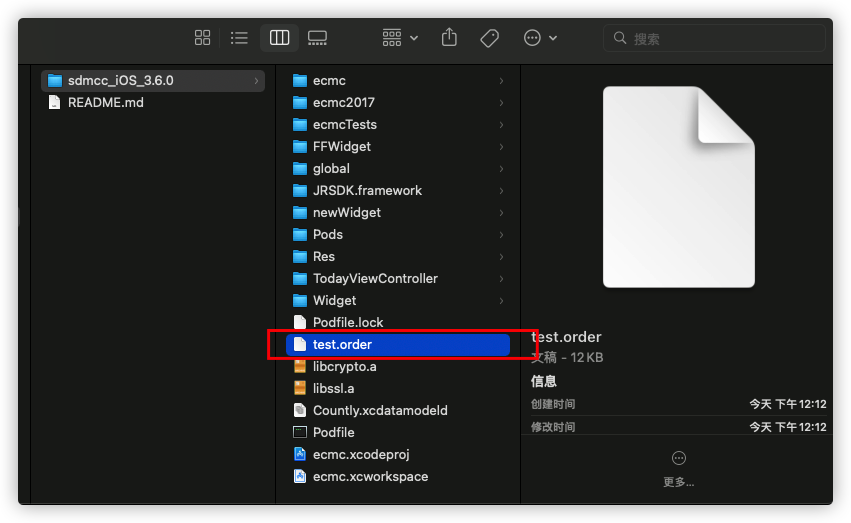 搜索
sdmcc_iOS_3.6.0
README.md
ecmc
ecmc2017
ecmcTests
FFWidget
global
JRSDK.framework
newWidget
Pods
Res
TodayViewController
Widget
Podfile.lock
test.order
libcrypto.a
libssl.a
Countly.xcdatamodeld
Podfile
ecmc.xcodeproj
ecmc.xcworkspace
test.order
文稿 - 12 KB
信息
创建时间 今天 下午12:12
修改时间 今天 下午12:12
更多...